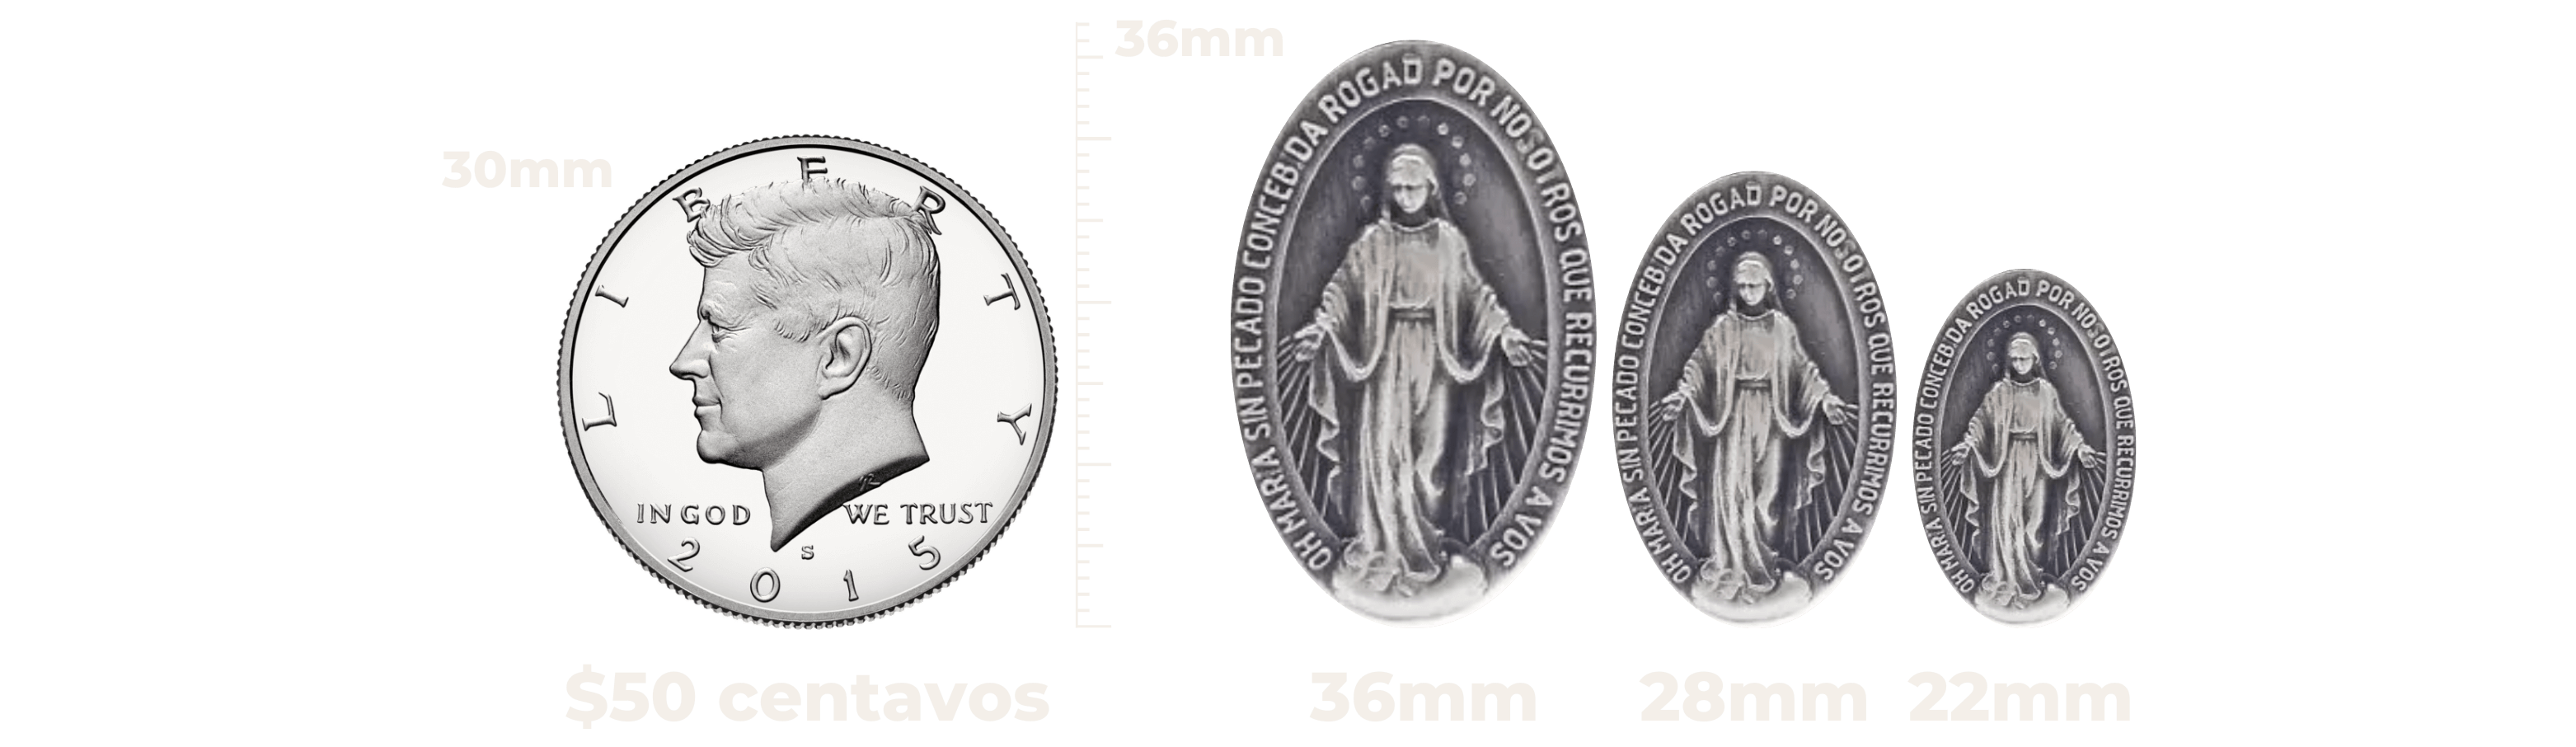 36mm
30mm
LIBERTY
IN GOD WE TRUST
S
2015
OH MARIA SIN PECADO CONCEBIDA ROGAD POR NOSOTROS QUE RECURRIMOS A VOS
OH MARIA SIN PECADO CONCEBIDA ROGAD POR NOSOTROS QUE RECURRIMOS A VOS
OH MARIA SIN PECADO CONCEBIDA ROGAD POR NOSOTROS QUE RECURRIMOS A VOS
$50 centavos
36mm
28mm
22mm